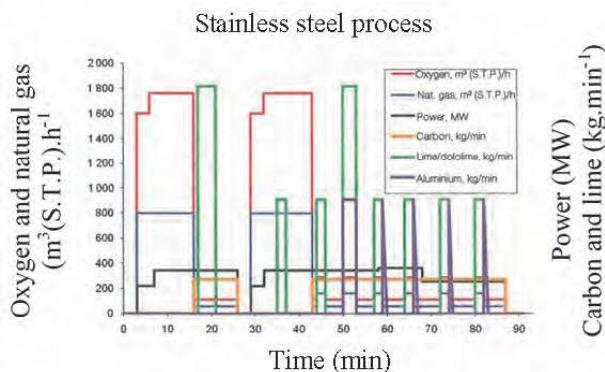 Stainless steel process
Oxygen and natural gas
(m³(S.T.P.).h⁻¹
2 000
1 800
1 600
1 400
1 200
1 000
800
600
400
200
0
0 10 20 30 40 50 60 70 80 90
Time (min)
Oxygen, m³ (S.T.P.)/h
Nat. gas, m³ (S.T.P.)/h
Power, MW
Carbon, kg/min
Lime/dololime, kg/min
Aluminium, kg/min
Power (MW)
Carbon and lime (kg.min⁻¹)